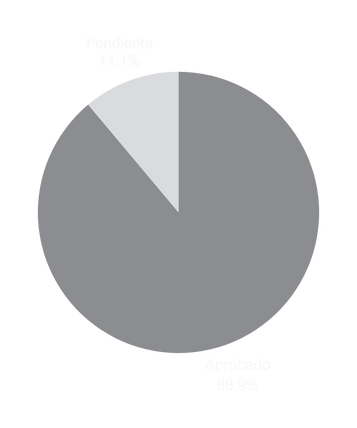 Pendiente
11.1%
Aprobado
88.9%